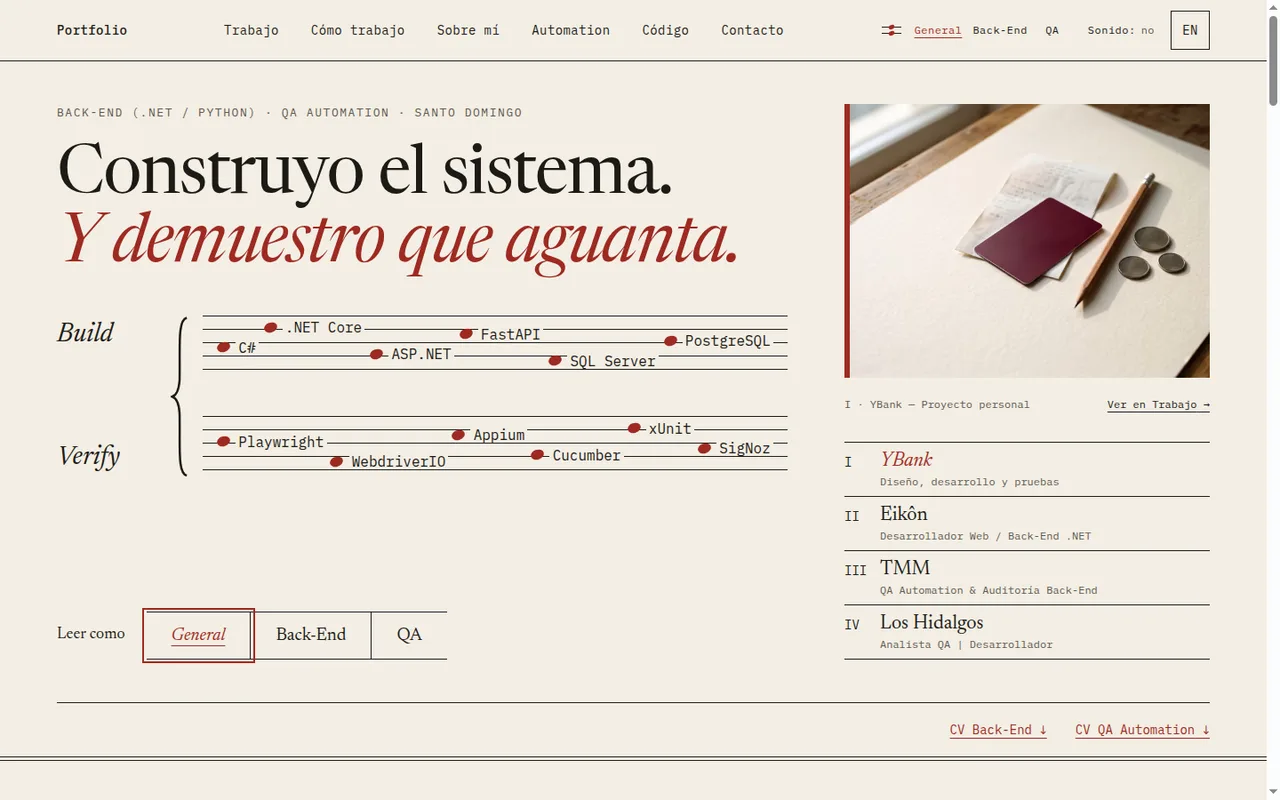 Portfolio Trabajo Cómo trabajo Sobre mí Automation Código Contacto General Back-End QA Sonido: no EN
BACK-END (.NET / PYTHON) · QA AUTOMATION · SANTO DOMINGO
Construyo el sistema.
Y demuestro que aguanta.
Build
.NET Core
FastAPI
PostgreSQL
C#
ASP.NET
SQL Server
Verify
Playwright
Appium
xUnit
WebdriverIO
Cucumber
SigNoz
Leer como General Back-End QA
I · YBank — Proyecto personal Ver en Trabajo →
I YBank
Diseño, desarrollo y pruebas
II Eikôn
Desarrollador Web / Back-End .NET
III TMM
QA Automation & Auditoría Back-End
IV Los Hidalgos
Analista QA | Desarrollador
CV Back-End ↓ CV QA Automation ↓